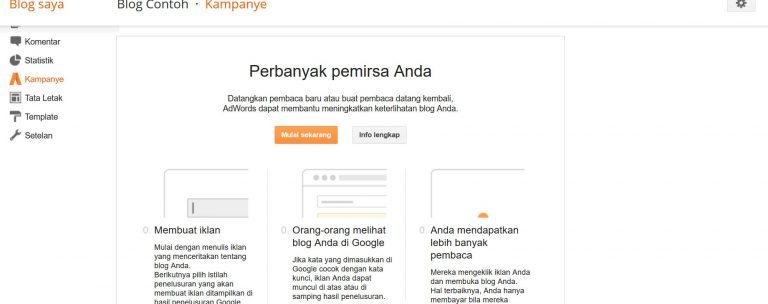 Blog saya
Blog Contoh · Kampanye
Komentar
Statistik
Kampanye
Tata Letak
Template
Setelan
Perbanyak pemirsa Anda
Datangkan pembaca baru atau buat pembaca datang kembali,
AdWords dapat membantu meningkatkan keterlihatan blog Anda.
Mulai sekarang
Info lengkap
0. Membuat iklan
Mulai dengan menulis iklan
yang menceritakan tentang
blog Anda.
Berikutnya pilih istilah
penelusuran yang akan
membuat iklan ditampilkan di
hasil penelusuran Google
0. Orang-orang melihat
blog Anda di Google
Jika kata yang dimasukkan di
Google cocok dengan kata
kunci, iklan Anda dapat
muncul di atas atau di
samping hasil penelusuran.
0. Anda mendapatkan
lebih banyak
pembaca
Mereka mengeklik iklan Anda
dan membuka blog Anda.
Hal terbaiknya, Anda hanya
membayar bila mereka